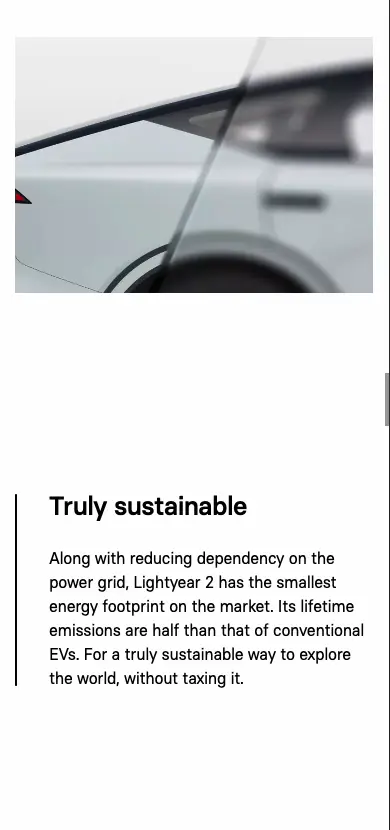 Truly sustainable
Along with reducing dependency on the
power grid, Lightyear 2 has the smallest
energy footprint on the market. Its lifetime
emissions are half than that of conventional
EVs. For a truly sustainable way to explore
the world, without taxing it.